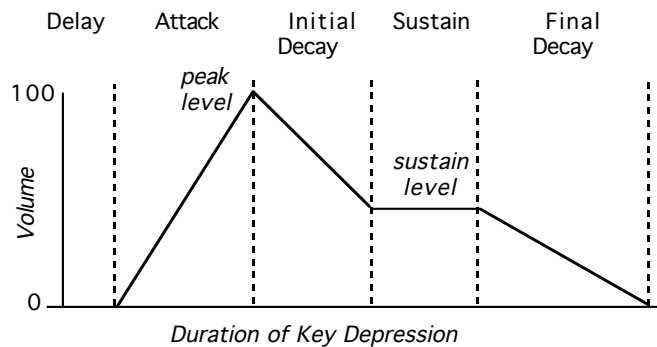 Delay Attack Initial Decay Sustain Final Decay
peak level
100
sustain level
Volume
0
Duration of Key Depression